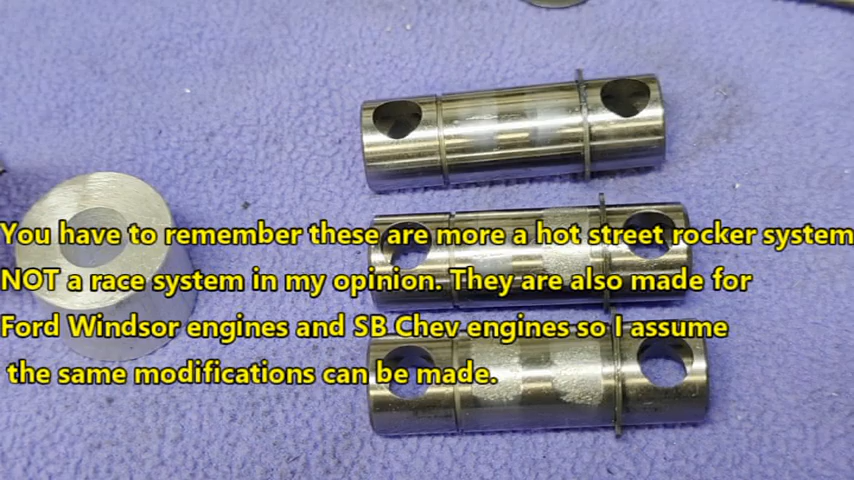 You have to remember these are more a hot street rocker system
NOT a race system in my opinion. They are also made for
Ford Windsor engines and SB Chev engines so I assume
the same modifications can be made.